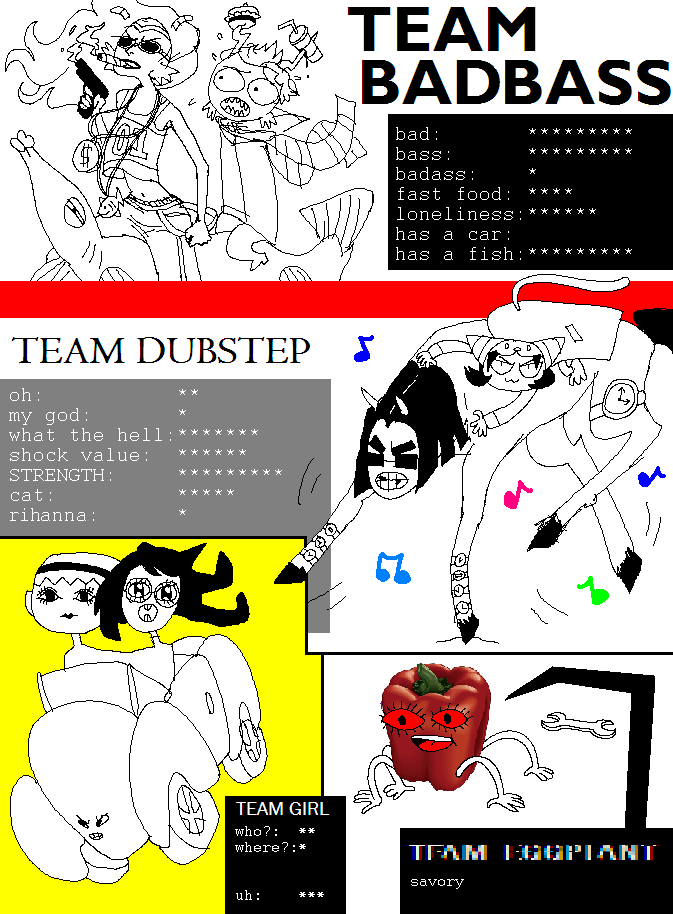 TEAM
BADBASS
bad: *********
bass: *********
badass: *
fast food: ****
loneliness:******
has a car:
has a fish:*********
$
TEAM DUBSTEP
oh: **
my god: *
what the hell:*******
shock value: ******
STRENGTH: *********
cat: *****
rihanna: *
TEAM GIRL
who?: **
where?:*
uh: ***
TEAM EGGPLANT
savory